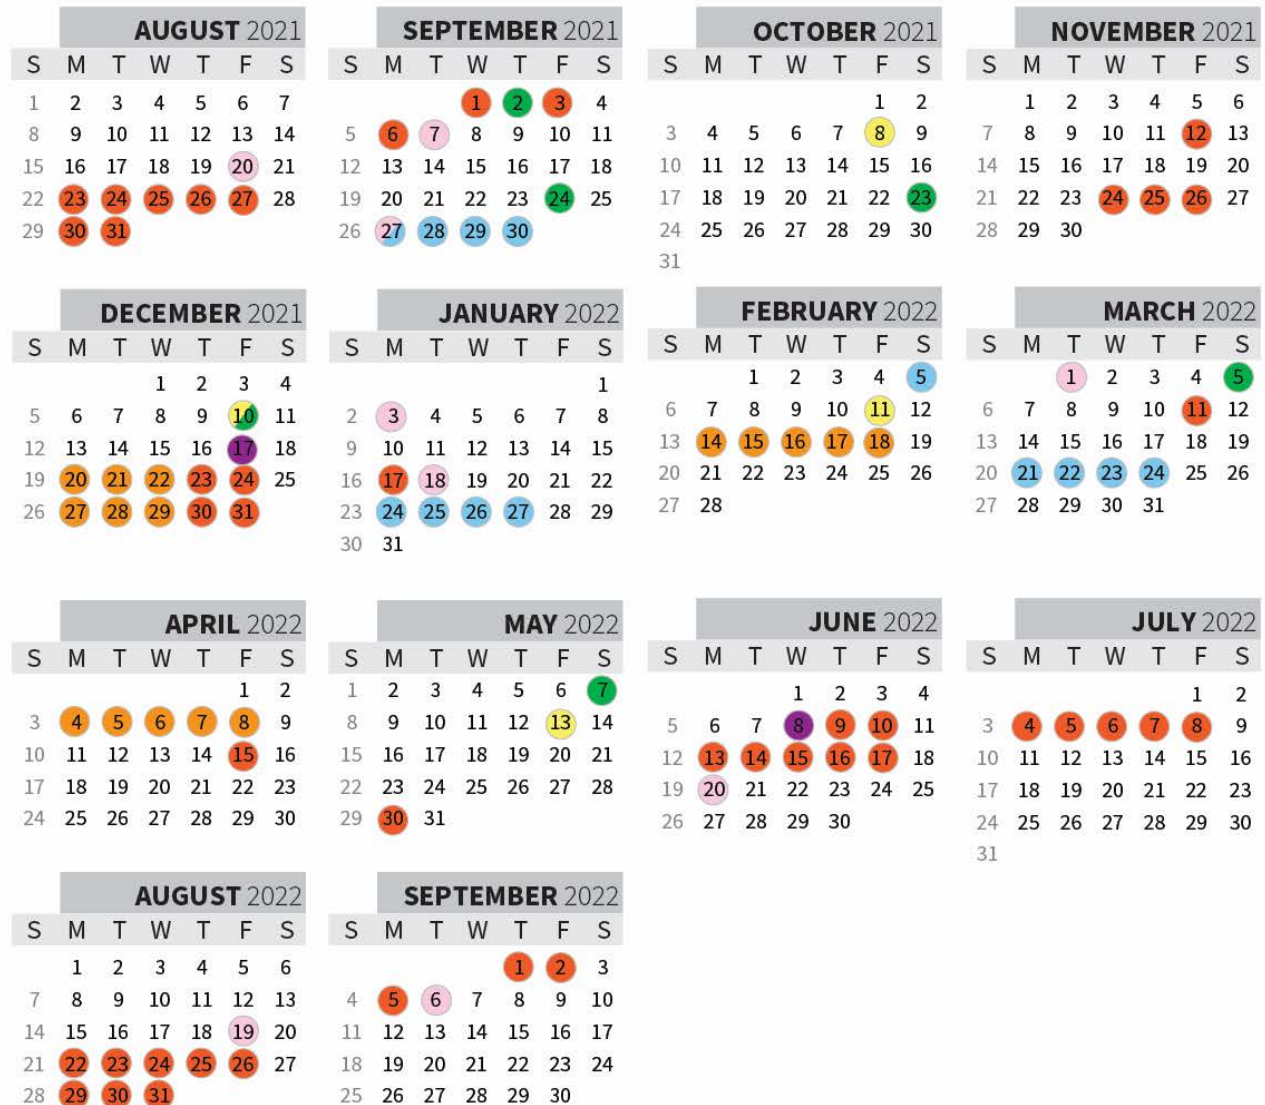 AUGUST 2021
S M T W T F S
1 2 3 4 5 6 7
8 9 10 11 12 13 14
15 16 17 18 19 20 21
22 23 24 25 26 27 28
29 30 31
SEPTEMBER 2021
S M T W T F S
1 2 3 4
5 6 7 8 9 10 11
12 13 14 15 16 17 18
19 20 21 22 23 24 25
26 27 28 29 30
OCTOBER 2021
S M T W T F S
1 2
3 4 5 6 7 8 9
10 11 12 13 14 15 16
17 18 19 20 21 22 23
24 25 26 27 28 29 30
31
NOVEMBER 2021
S M T W T F S
1 2 3 4 5 6
7 8 9 10 11 12 13
14 15 16 17 18 19 20
21 22 23 24 25 26 27
28 29 30
DECEMBER 2021
S M T W T F S
1 2 3 4
5 6 7 8 9 10 11
12 13 14 15 16 17 18
19 20 21 22 23 24 25
26 27 28 29 30 31
JANUARY 2022
S M T W T F S
1
2 3 4 5 6 7 8
9 10 11 12 13 14 15
16 17 18 19 20 21 22
23 24 25 26 27 28 29
30 31
FEBRUARY 2022
S M T W T F S
1 2 3 4 5
6 7 8 9 10 11 12
13 14 15 16 17 18 19
20 21 22 23 24 25 26
27 28
MARCH 2022
S M T W T F S
1 2 3 4 5
6 7 8 9 10 11 12
13 14 15 16 17 18 19
20 21 22 23 24 25 26
27 28 29 30 31
APRIL 2022
S M T W T F S
1 2
3 4 5 6 7 8 9
10 11 12 13 14 15 16
17 18 19 20 21 22 23
24 25 26 27 28 29 30
MAY 2022
S M T W T F S
1 2 3 4 5 6 7
8 9 10 11 12 13 14
15 16 17 18 19 20 21
22 23 24 25 26 27 28
29 30 31
JUNE 2022
S M T W T F S
1 2 3 4
5 6 7 8 9 10 11
12 13 14 15 16 17 18
19 20 21 22 23 24 25
26 27 28 29 30
JULY 2022
S M T W T F S
1 2
3 4 5 6 7 8 9
10 11 12 13 14 15 16
17 18 19 20 21 22 23
24 25 26 27 28 29 30
31
AUGUST 2022
S M T W T F S
1 2 3 4 5 6
7 8 9 10 11 12 13
14 15 16 17 18 19 20
21 22 23 24 25 26 27
28 29 30 31
SEPTEMBER 2022
S M T W T F S
1 2 3
4 5 6 7 8 9 10
11 12 13 14 15 16 17
18 19 20 21 22 23 24
25 26 27 28 29 30